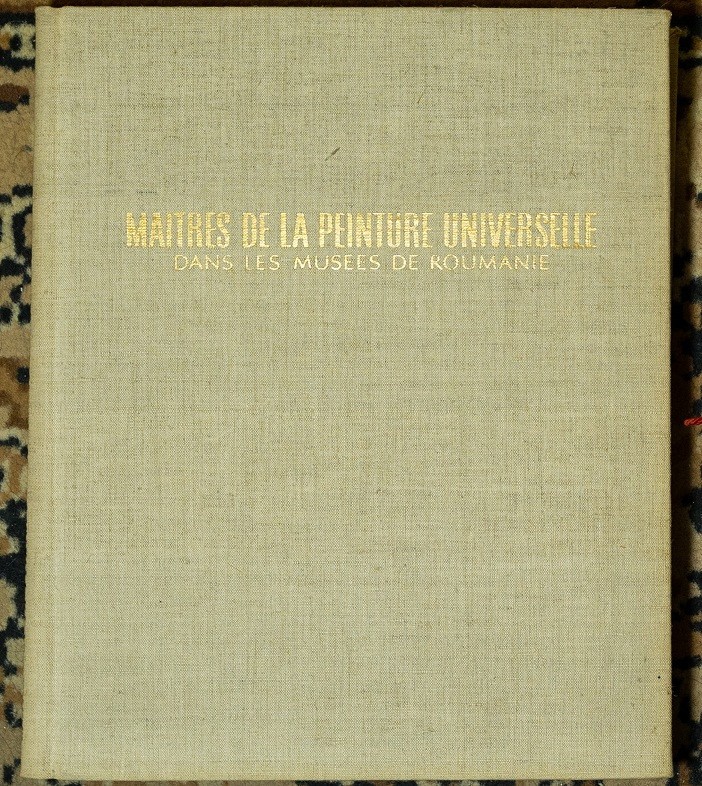 MAITRES DE LA PEINTURE UNIVERSELLE
DANS LES MUSEES DE ROUMANIE